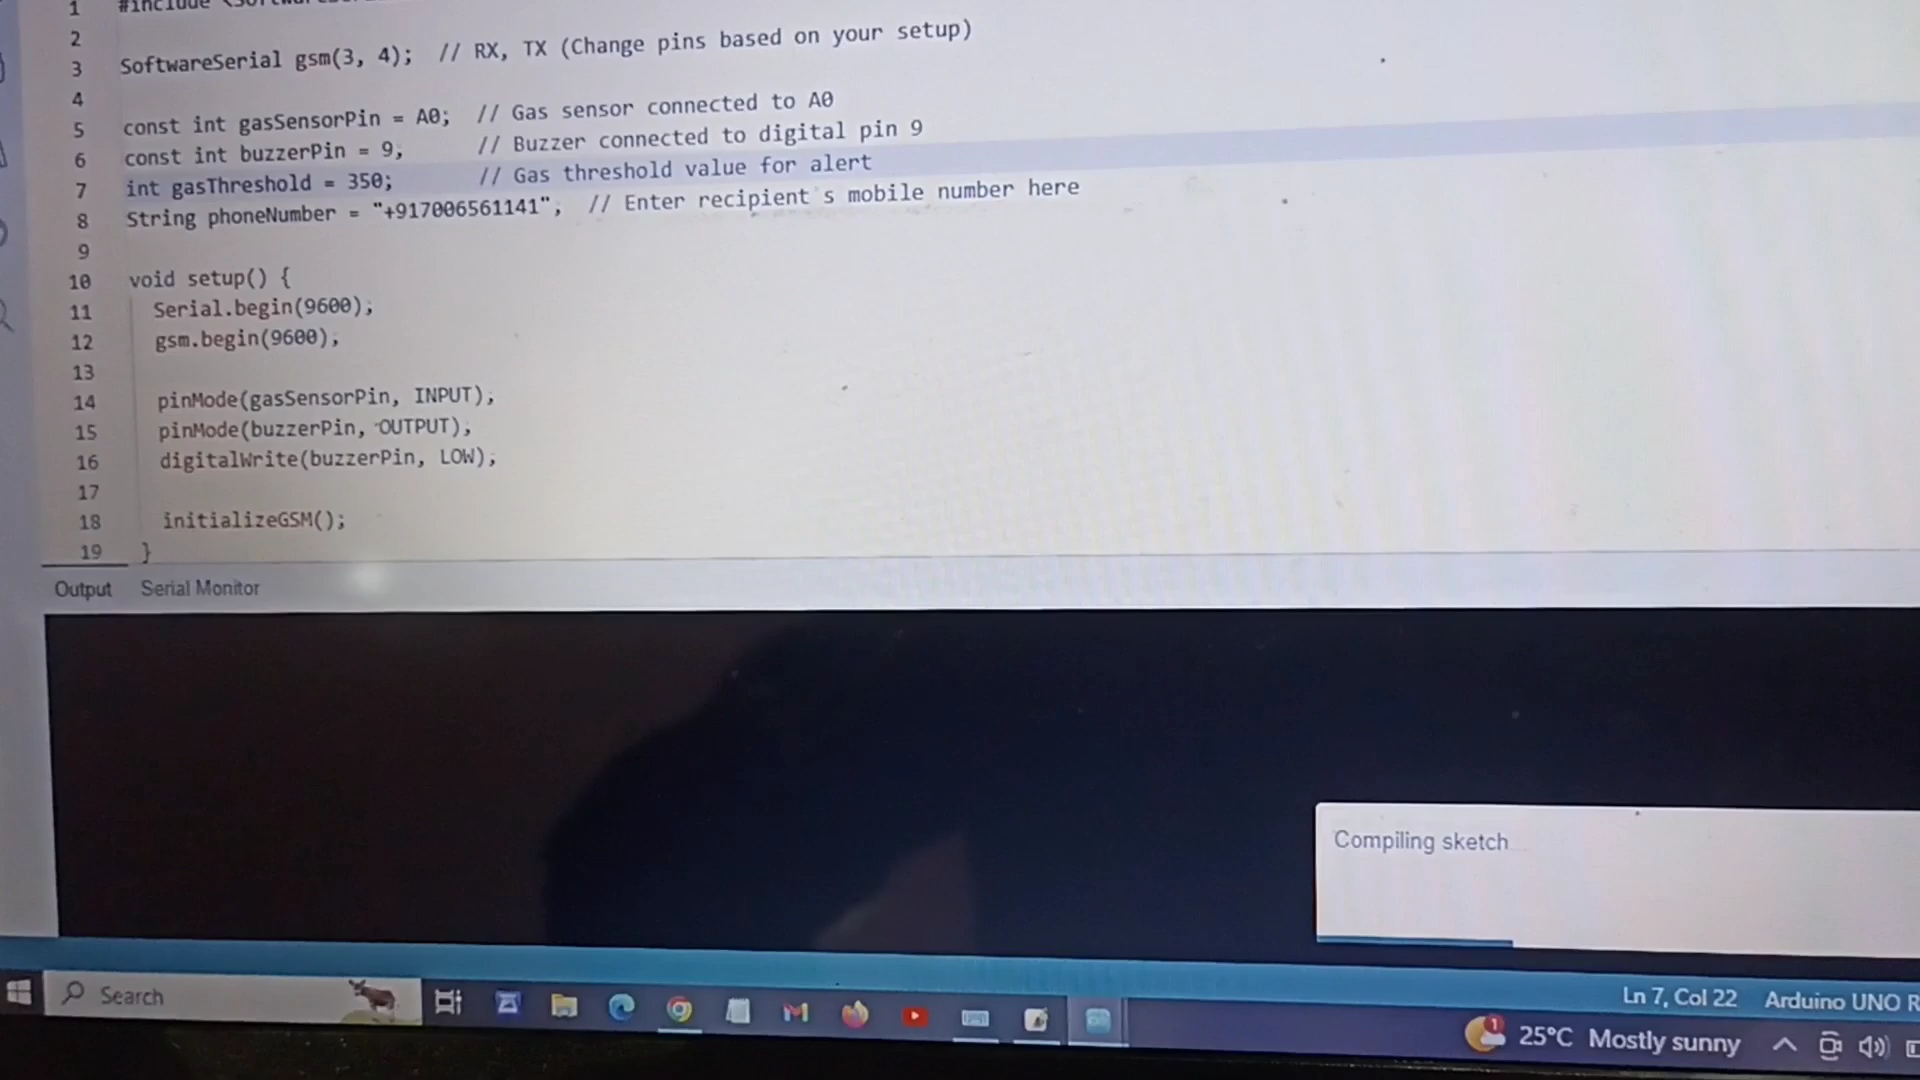 1 #include
2
3 SoftwareSerial gsm(3, 4); // RX, TX (Change pins based on your setup)
4
5 const int gasSensorPin = A0; // Gas sensor connected to A0
6 const int buzzerPin = 9; // Buzzer connected to digital pin 9
7 int gasThreshold = 350; // Gas threshold value for alert
8 String phoneNumber = "+917006561141"; // Enter recipient's mobile number here
9
10 void setup() {
11 Serial.begin(9600);
12 gsm.begin(9600);
13
14 pinMode(gasSensorPin, INPUT);
15 pinMode(buzzerPin, OUTPUT);
16 digitalWrite(buzzerPin, LOW);
17
18 initializeGSM();
19 }
Output Serial Monitor
Compiling sketch
Ln 7, Col 22 Arduino UNO R
Search
1
25°C Mostly sunny